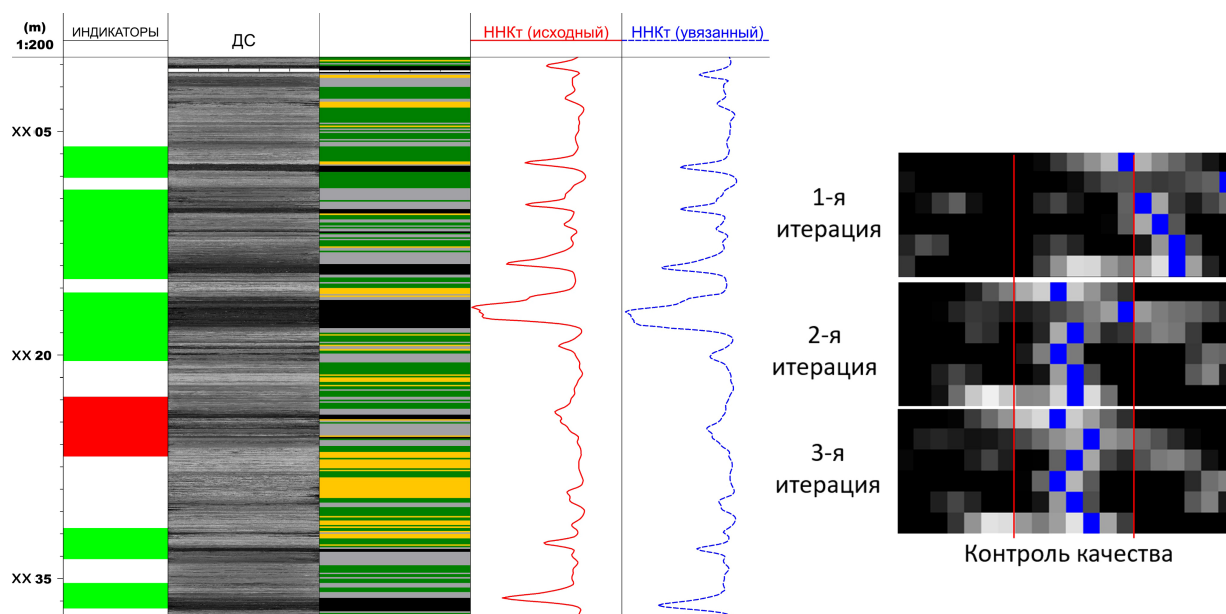 (m)
1:200
ИНДИКАТОРЫ
ДС
ННКт (исходный)
ННКт (увязанный)
XX 05
XX 20
XX 35
1-я
итерация
2-я
итерация
3-я
итерация
Контроль качества